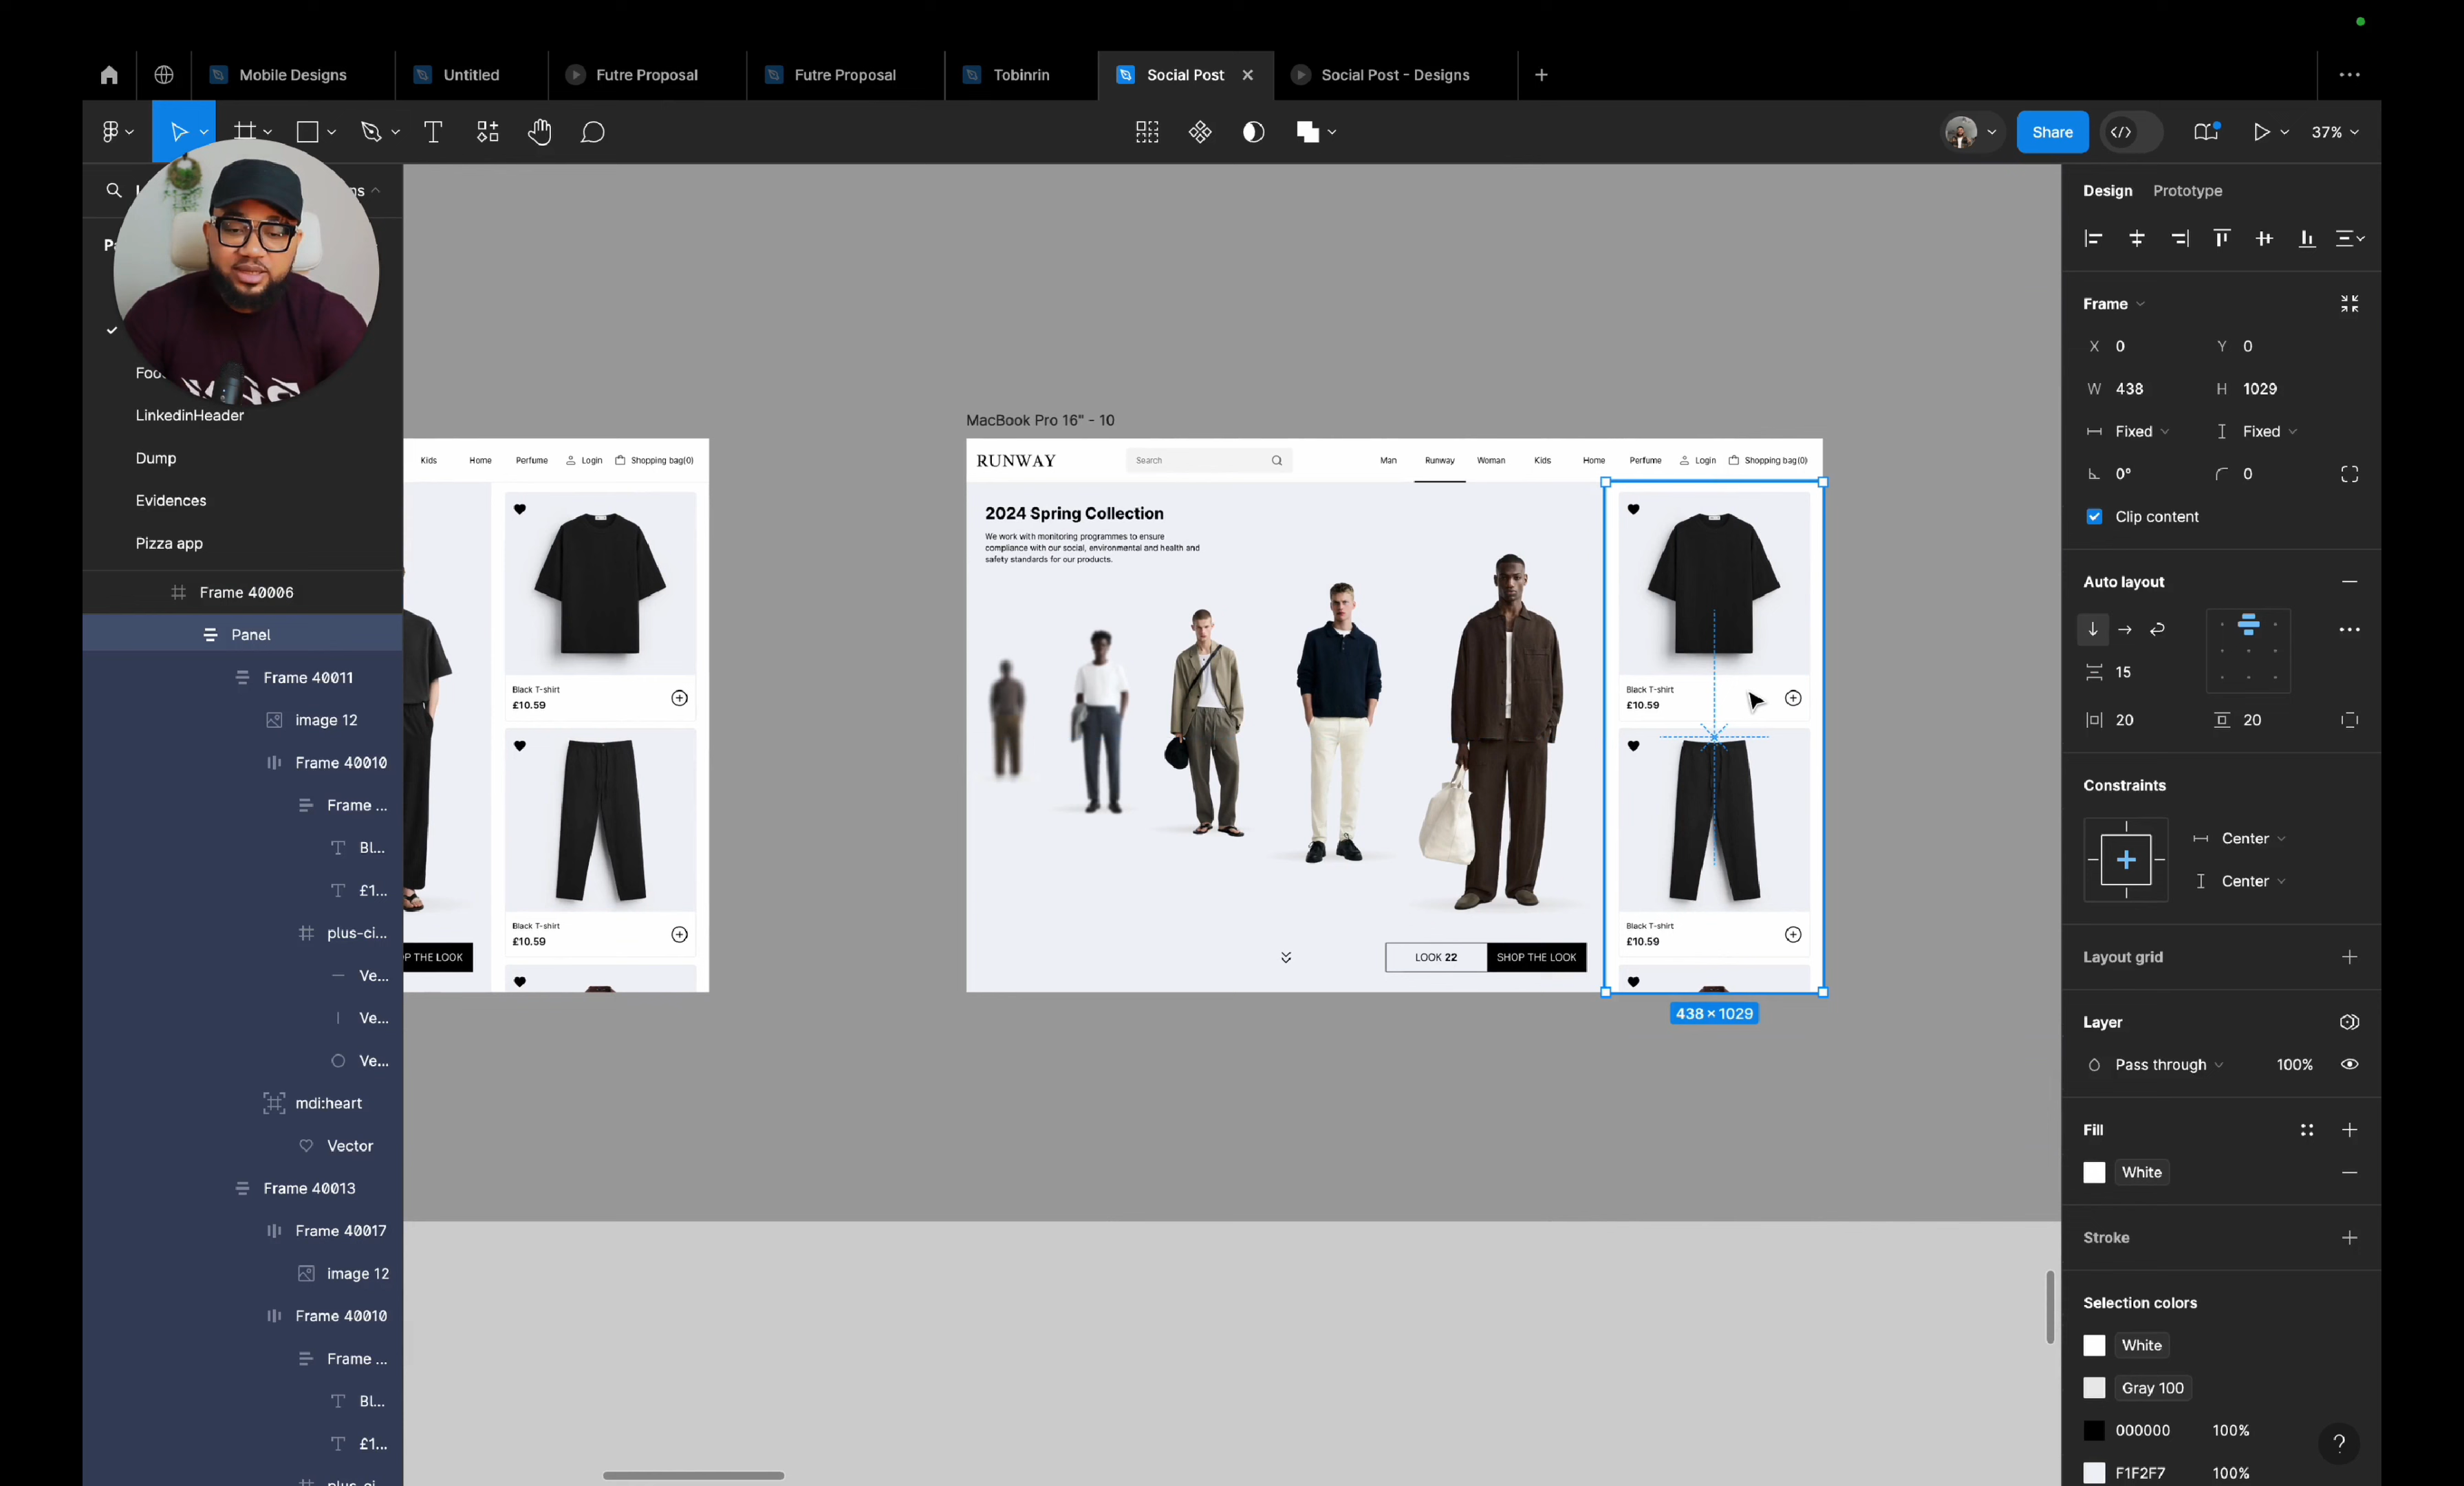 Mobile Designs
Untitled
Futre Proposal
Futre Proposal
Tobinrin
Social Post
Social Post - Designs
Share
37%
Design
Prototype
Frame
X 0
Y 0
W 438
H 1029
Fixed
Fixed
0°
0
Clip content
Auto layout
15
20
20
Constraints
Center
Center
Layout grid
Layer
Pass through
100%
Fill
White
Stroke
Selection colors
White
Gray 100
000000 100%
F1F2F7 100%
?
LinkedinHeader
Dump
Evidences
Pizza app
Frame 40006
Panel
Frame 40011
image 12
Frame 40010
Frame ...
Bl...
£1...
plus-ci...
Ve...
Ve...
Ve...
mdi:heart
Vector
Frame 40013
Frame 40017
image 12
Frame 40010
Frame ...
Bl...
£1...
Kids
Home
Perfume
Login
Shopping bag(0)
Black T-shirt
£10.59
Black T-shirt
£10.59
P THE LOOK
MacBook Pro 16" - 10
RUNWAY
Search
Man
Runway
Woman
Kids
Home
Perfume
Login
Shopping bag(0)
2024 Spring Collection
We work with monitoring programmes to ensure
compliance with our social, environmental and health and
safety standards for our products.
LOOK 22
SHOP THE LOOK
Black T-shirt
£10.59
Black T-shirt
£10.59
438 × 1029